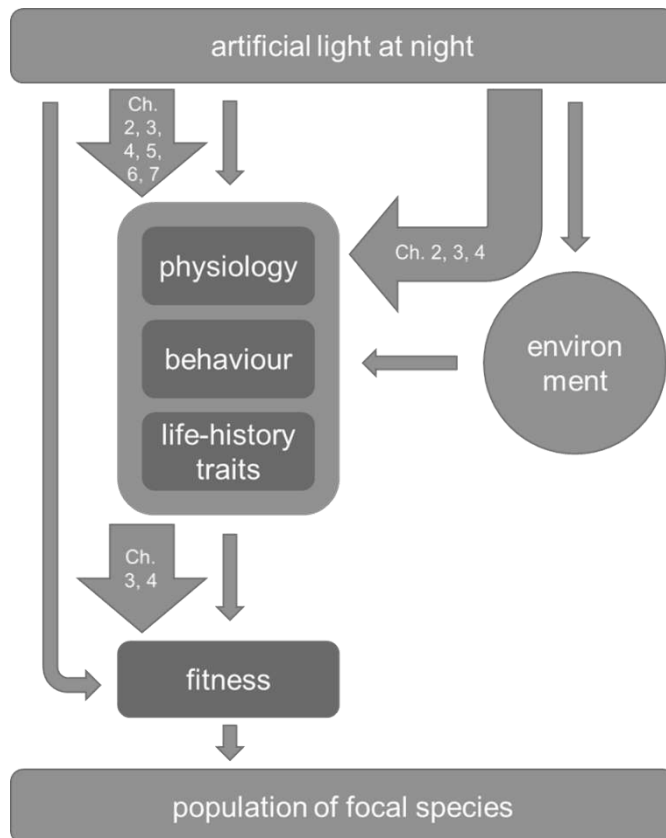 artificial light at night
Ch.
2, 3,
4, 5,
6, 7
Ch. 2, 3, 4
physiology
behaviour
life-history
traits
environ
ment
Ch.
3, 4
fitness
population of focal species